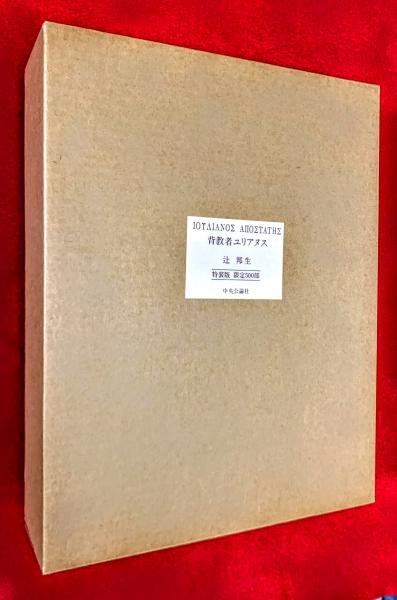 ΙΟΥΛΙΑΝΟΣ ΑΠΟΣΤΑΤΗΣ
背教者ユリアヌス
辻 邦生
特装版 限定500部
中央公論社